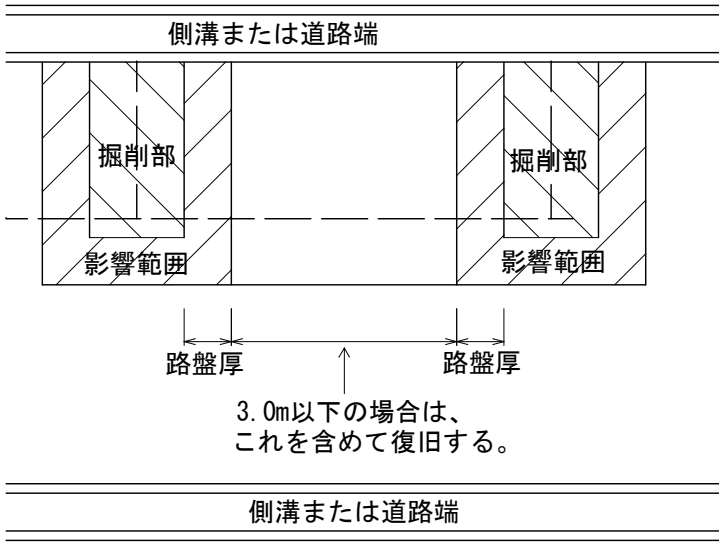 側溝または道路端
掘削部
掘削部
影響範囲
影響範囲
路盤厚
路盤厚
3.0m以下の場合は、
これを含めて復旧する。
側溝または道路端